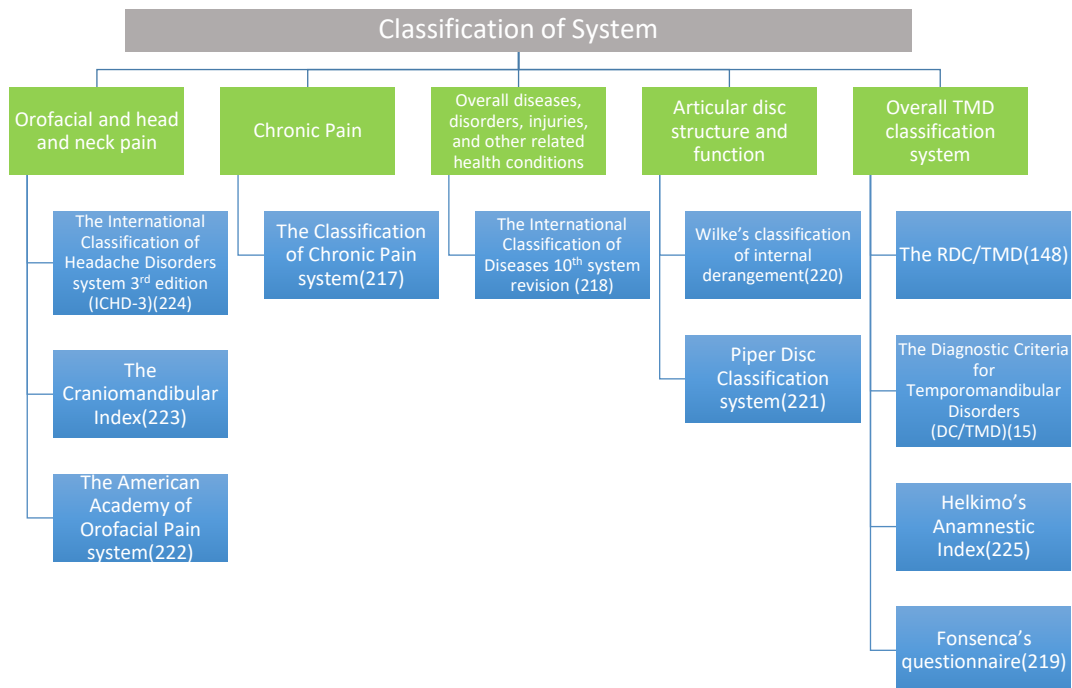 Classification of System
Orofacial and head
and neck pain
Chronic Pain
Overall diseases,
disorders, injuries,
and other related
health conditions
Articular disc
structure and
function
Overall TMD
classification
system
The International
Classification of
Headache Disorders
system 3rd edition
(ICHD-3)(224)
The
Craniomandibular
Index(223)
The American
Academy of
Orofacial Pain
system(222)
The Classification
of Chronic Pain
system(217)
The International
Classification of
Diseases 10th system
revision (218)
Wilke's classification
of internal
derangement(220)
Piper Disc
Classification
system(221)
The RDC/TMD(148)
The Diagnostic Criteria
for
Temporomandibular
Disorders
(DC/TMD)(15)
Helkimo's
Anamnestic
Index(225)
Fonsenca's
questionnaire(219)